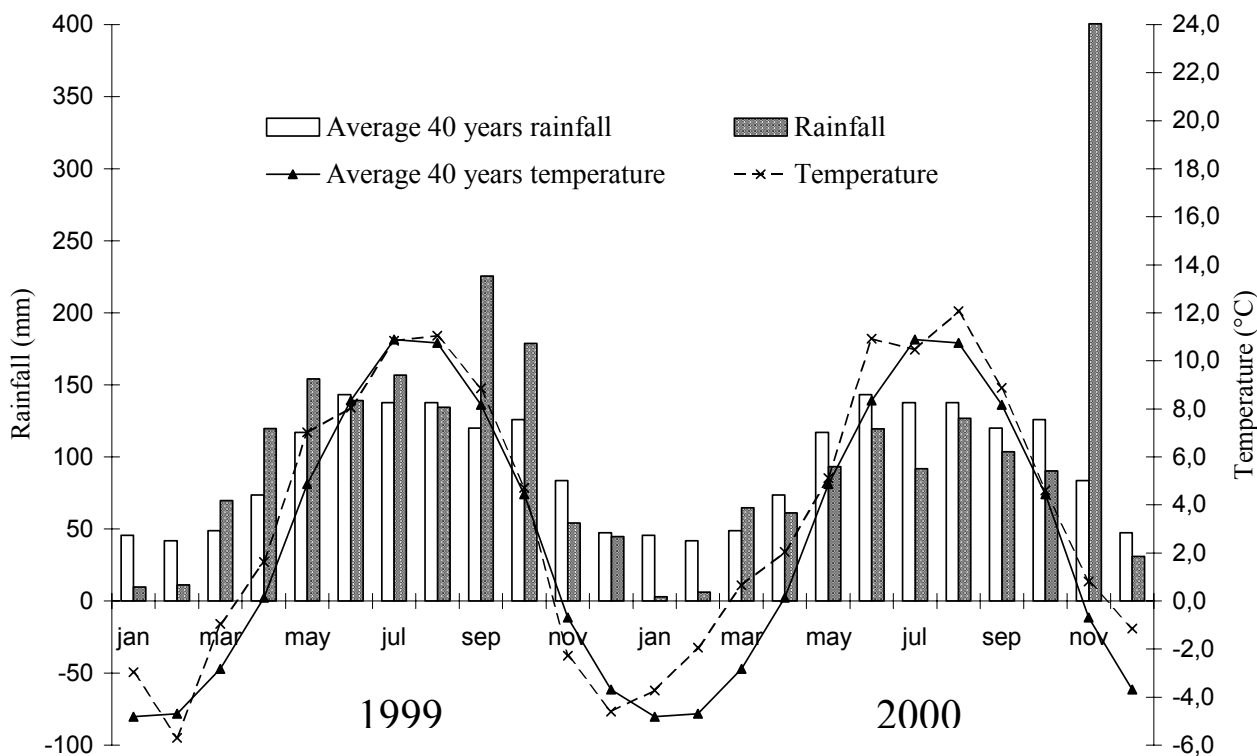 400
350
300
250
200
150
100
50
0
-50
-100
Rainfall (mm)
Average 40 years rainfall
Rainfall
Average 40 years temperature
Temperature
jan
mar
may
jul
sep
nov
jan
mar
may
jul
sep
nov
1999
2000
24,0
22,0
20,0
18,0
16,0
14,0
12,0
10,0
8,0
6,0
4,0
2,0
0,0
-2,0
-4,0
-6,0
Temperature (°C)